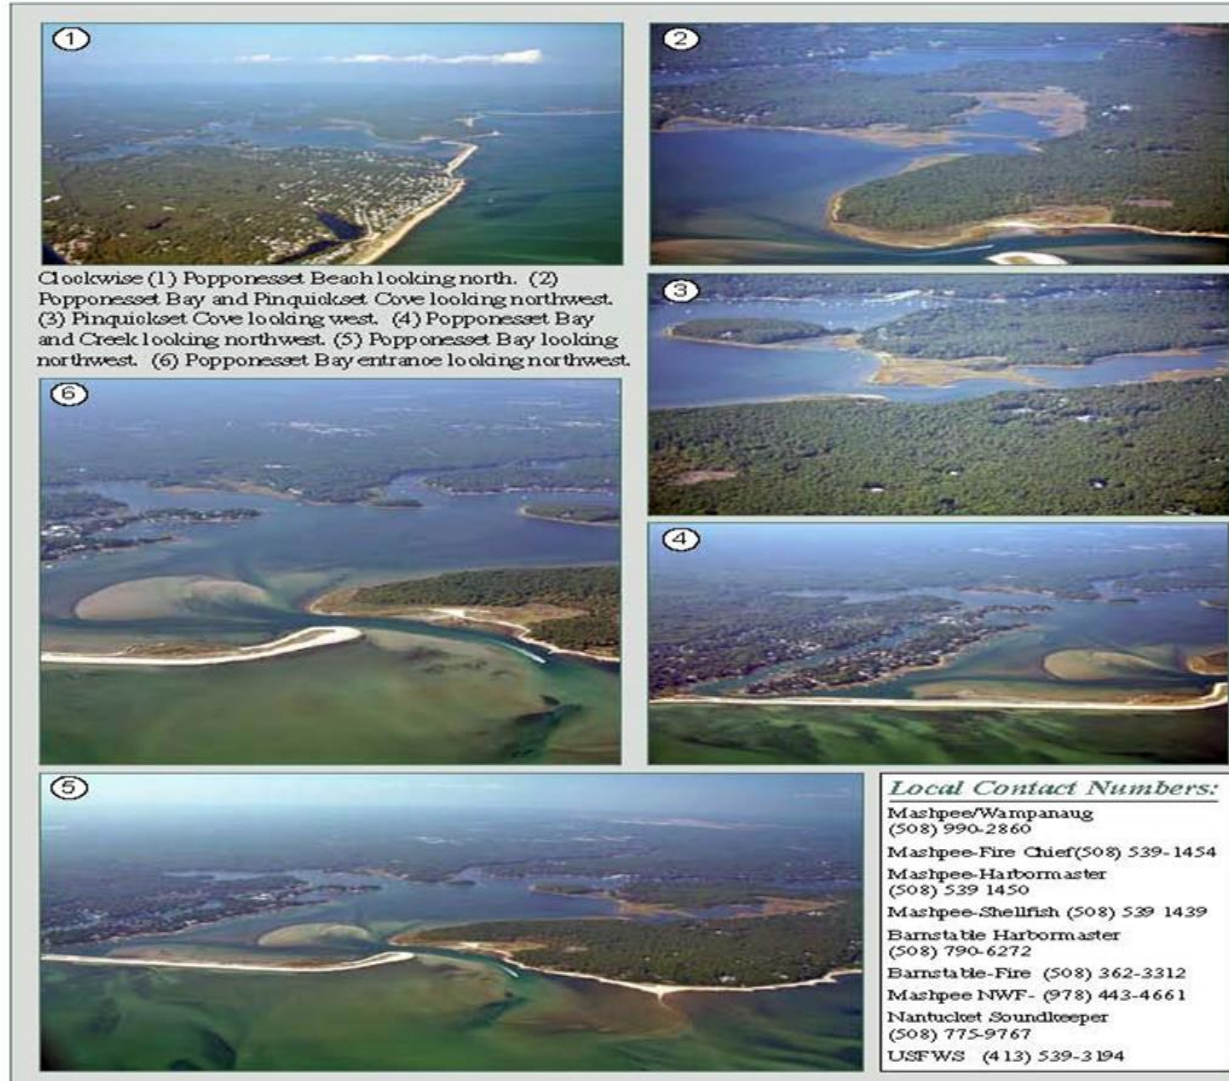 1
2
Clockwise (1) Popponesset Beach looking north. (2)
Popponesset Bay and Pinquickset Cove looking northwest.
(3) Pinquickset Cove looking west. (4) Popponesset Bay
and Creek looking northwest. (5) Popponesset Bay looking
northwest. (6) Popponesset Bay entrance looking northwest.
3
6
4
5
Local Contact Numbers:
Mashpee/Wampanaug
(508) 990-2860
Mashpee-Fire Chief(508) 539-1454
Mashpee-Harbormaster
(508) 539 1450
Mashpee-Shellfish (508) 539 1439
Barnstable Harbormaster
(508) 790-6272
Barnstable-Fire (508) 362-3312
Mashpee NWF- (978) 443-4661
Nantucket Soundkeeper
(508) 775-9767
USFWS (413) 539-3194